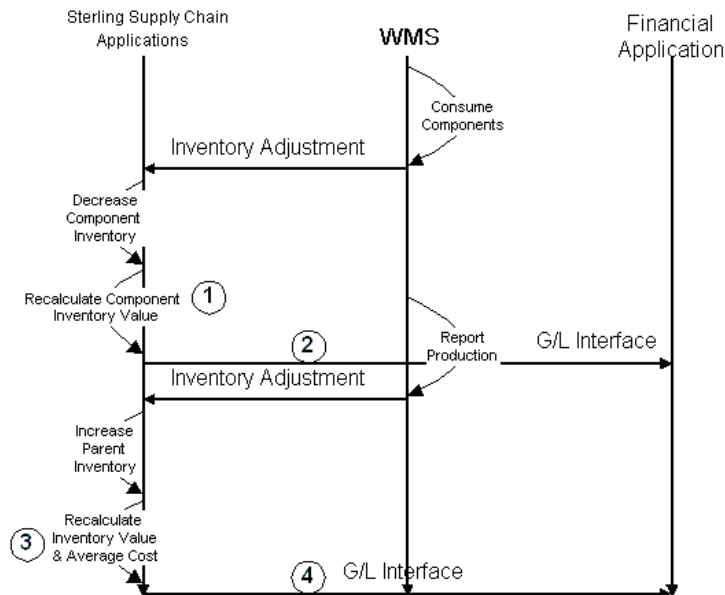 Sterling Supply Chain
Applications
WMS
Financial
Application
Consume
Components
Inventory Adjustment
Decrease
Component
Inventory
1
Recalculate Component
Inventory Value
2
Report
Production
G/L Interface
Inventory Adjustment
Increase
Parent
Inventory
3
Recalculate
Inventory Value
& Average Cost
4
G/L Interface